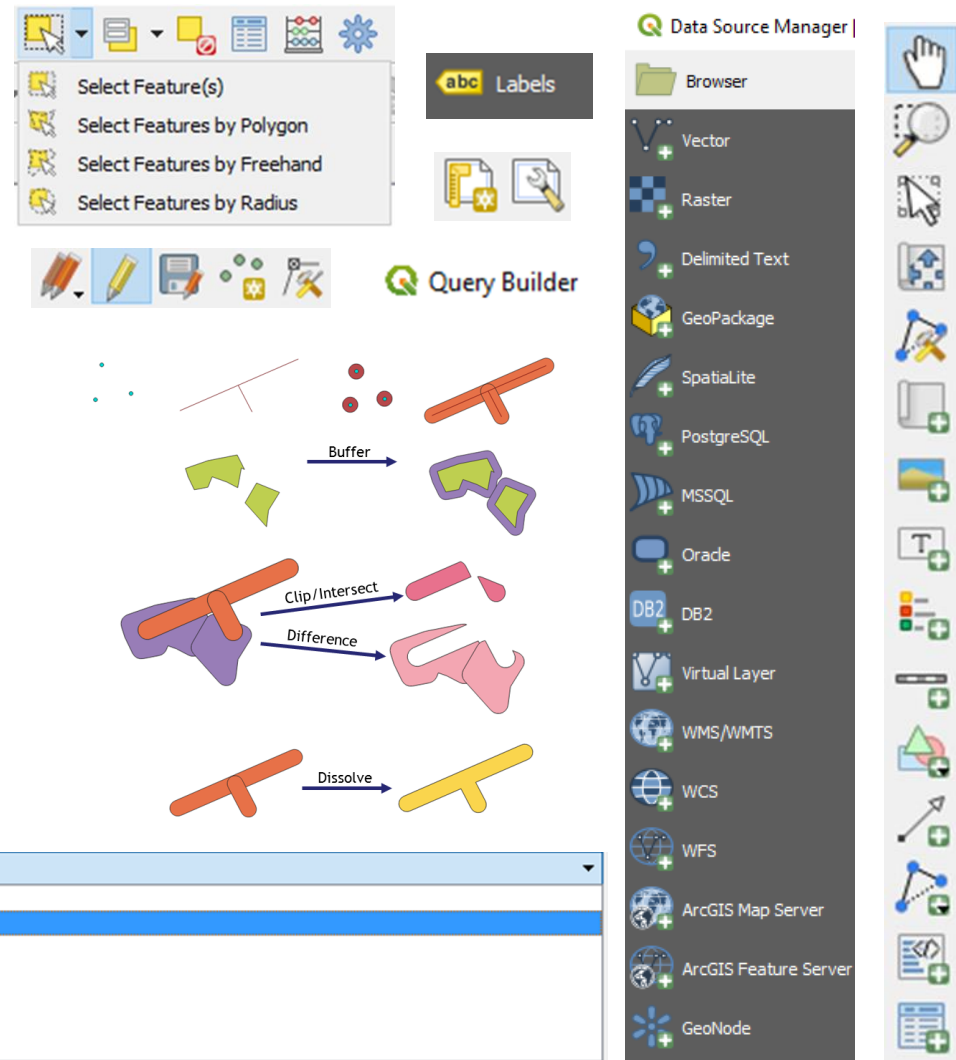 Select Feature(s)
Select Features by Polygon
Select Features by Freehand
Select Features by Radius
abc Labels
Query Builder
Buffer
Clip/Intersect
Difference
Dissolve
Data Source Manager |
Browser
Vector
Raster
Delimited Text
GeoPackage
SpatiaLite
PostgreSQL
MSSQL
Oracle
DB2 DB2
Virtual Layer
WMS/WMTS
WCS
WFS
ArcGIS Map Server
ArcGIS Feature Server
GeoNode
T